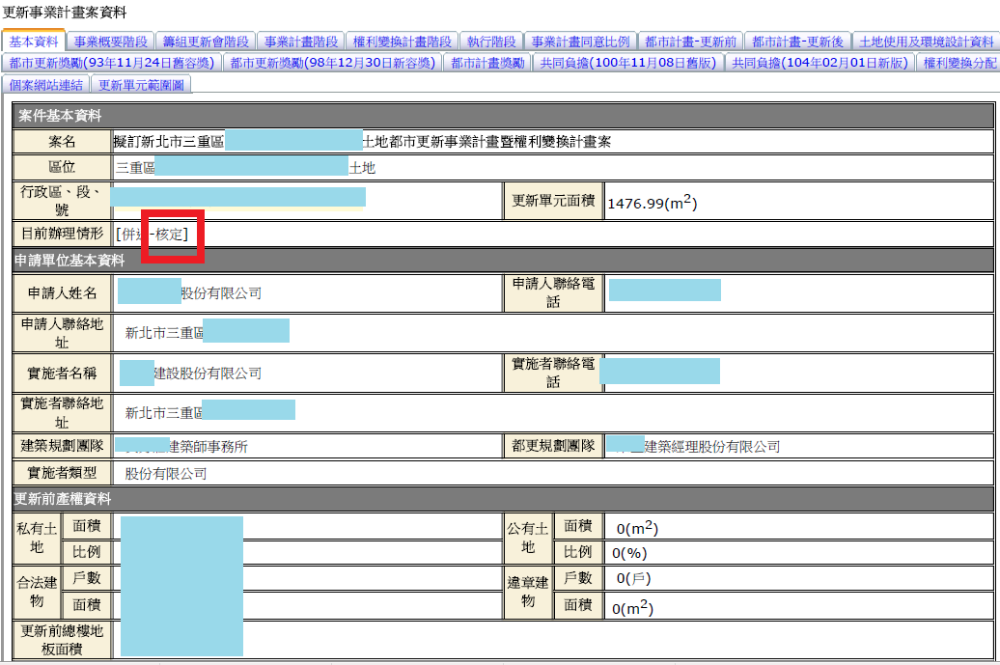 更新事業計畫案資料
基本資料 事業概要階段 籌組更新會階段 事業計畫階段 權利變換計畫階段 執行階段 事業計畫同意比例 都市計畫-更新前 都市計畫-更新後 土地使用及環境設計資料
都市更新獎勵(93年11月24日舊容獎) 都市更新獎勵(98年12月30日新容獎) 都市計畫獎勵 共同負擔(100年11月08日舊版) 共同負擔(104年02月01日新版) 權利變換分配
個案網站連結 更新單元範圍圖
案件基本資料
案名 擬訂新北市三重區 土地都市更新事業計畫暨權利變換計畫案
區位 三重區 土地
行政區、段、號 更新單元面積 1476.99(m2)
目前辦理情形 [併送-核定]
申請單位基本資料
申請人姓名 股份有限公司 申請人聯絡電話
申請人聯絡地址 新北市三重區
實施者名稱 建設股份有限公司 實施者聯絡電話
實施者聯絡地址 新北市三重區
建築規劃團隊 建築師事務所 都更規劃團隊 建築經理股份有限公司
實施者類型 股份有限公司
更新前產權資料
私有土地 面積 公有土地 面積 0(m2)
比例 比例 0(%)
合法建物 戶數 違章建物 戶數 0(戶)
面積 面積 0(m2)
更新前總樓地板面積